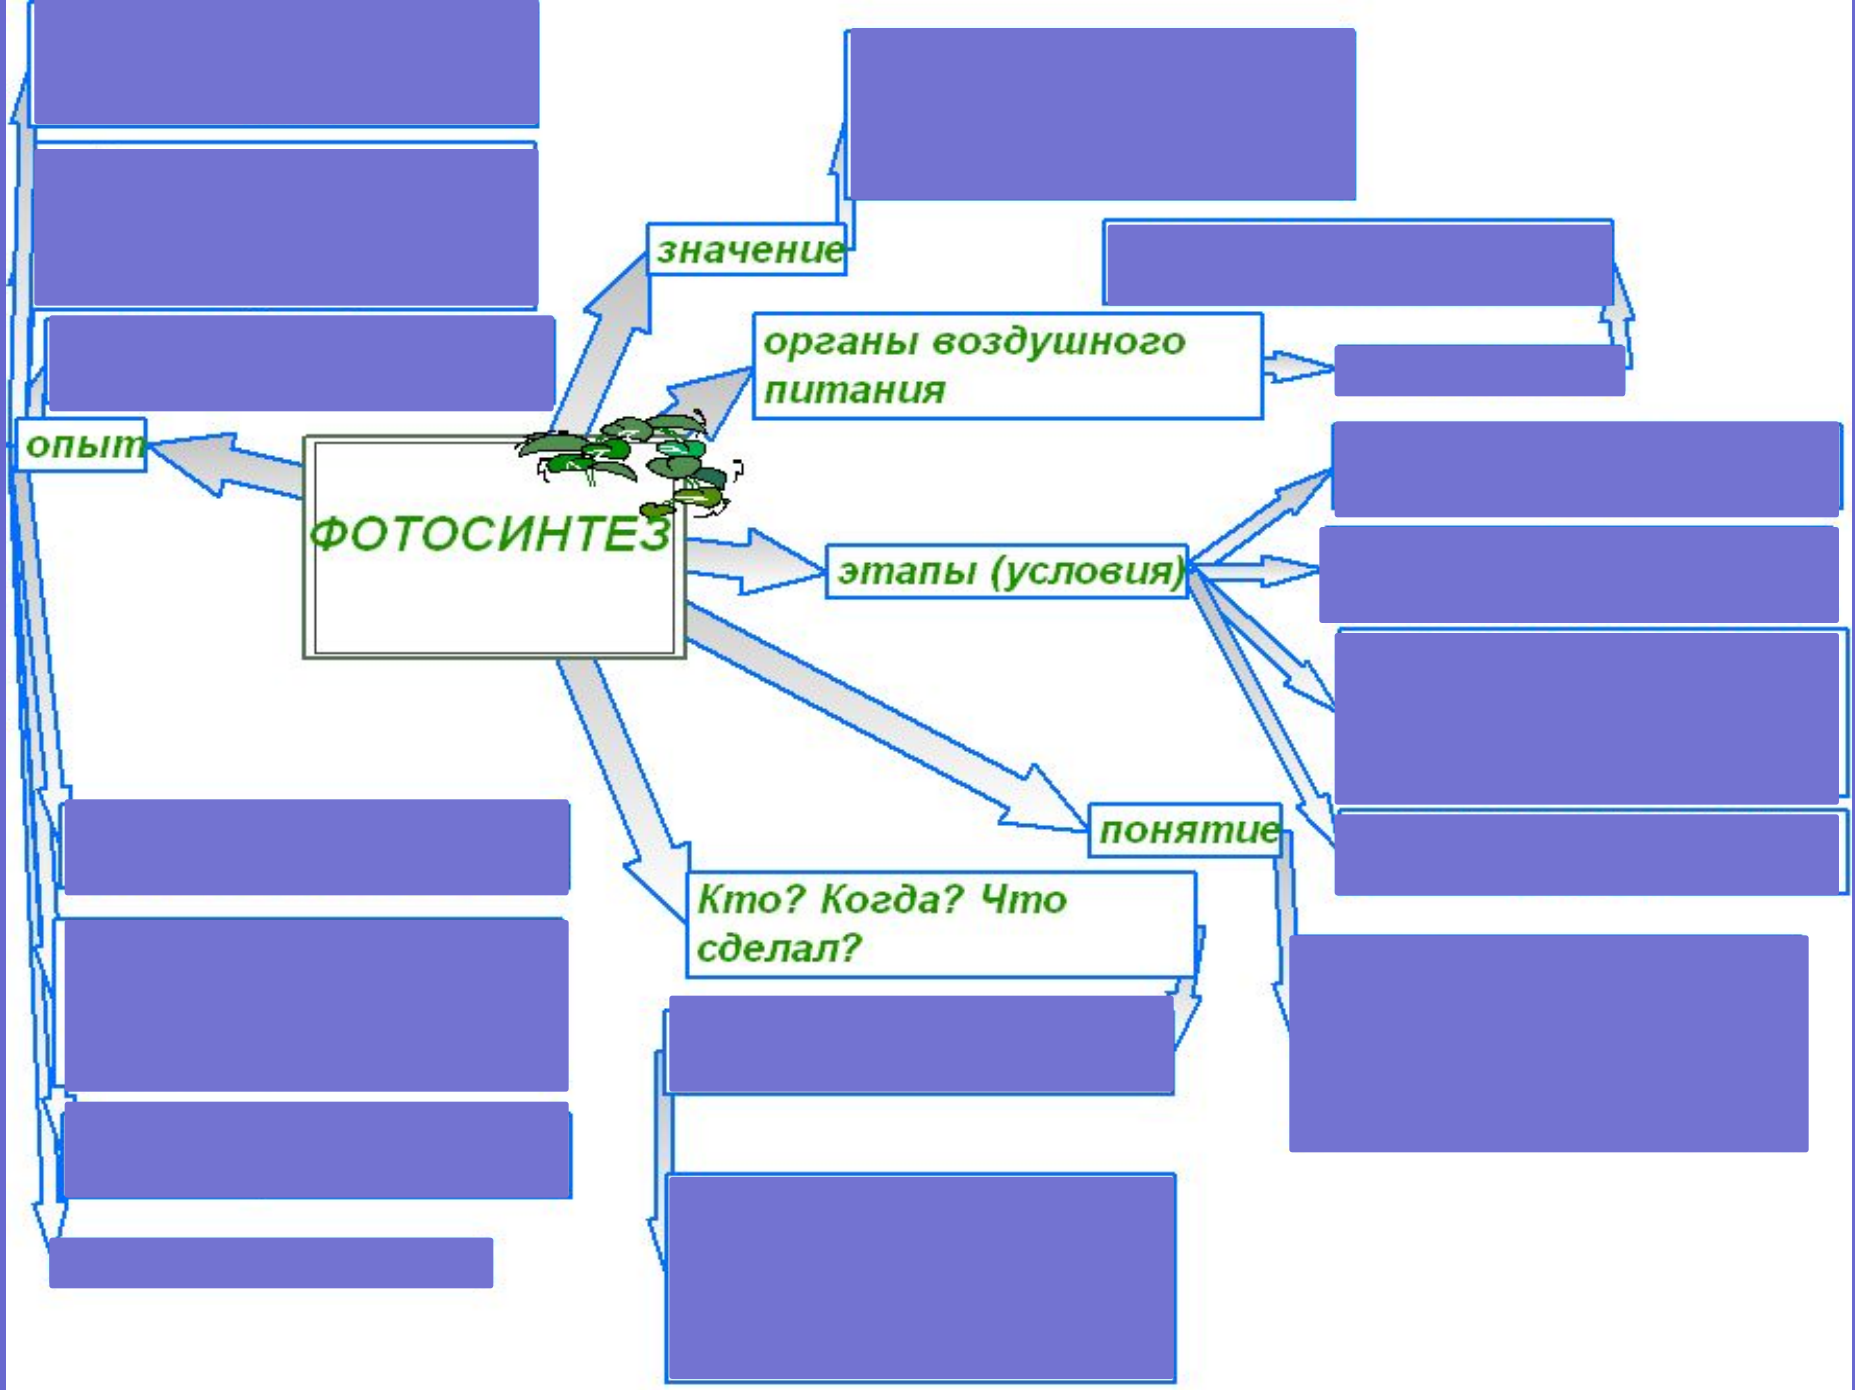 значение
органы воздушного
питания
опыт
ФОТОСИНТЕЗ
этапы (условия)
понятие
Кто? Когда? Что
сделал?